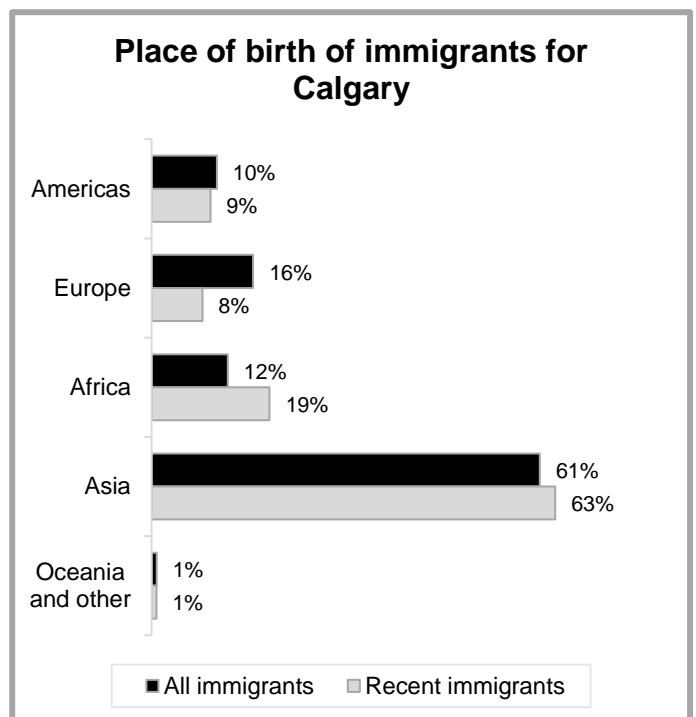 Place of birth of immigrants for
Calgary
Americas
10%
9%
Europe
16%
8%
Africa
12%
19%
Asia
61%
63%
Oceania
and other
1%
1%
All immigrants Recent immigrants